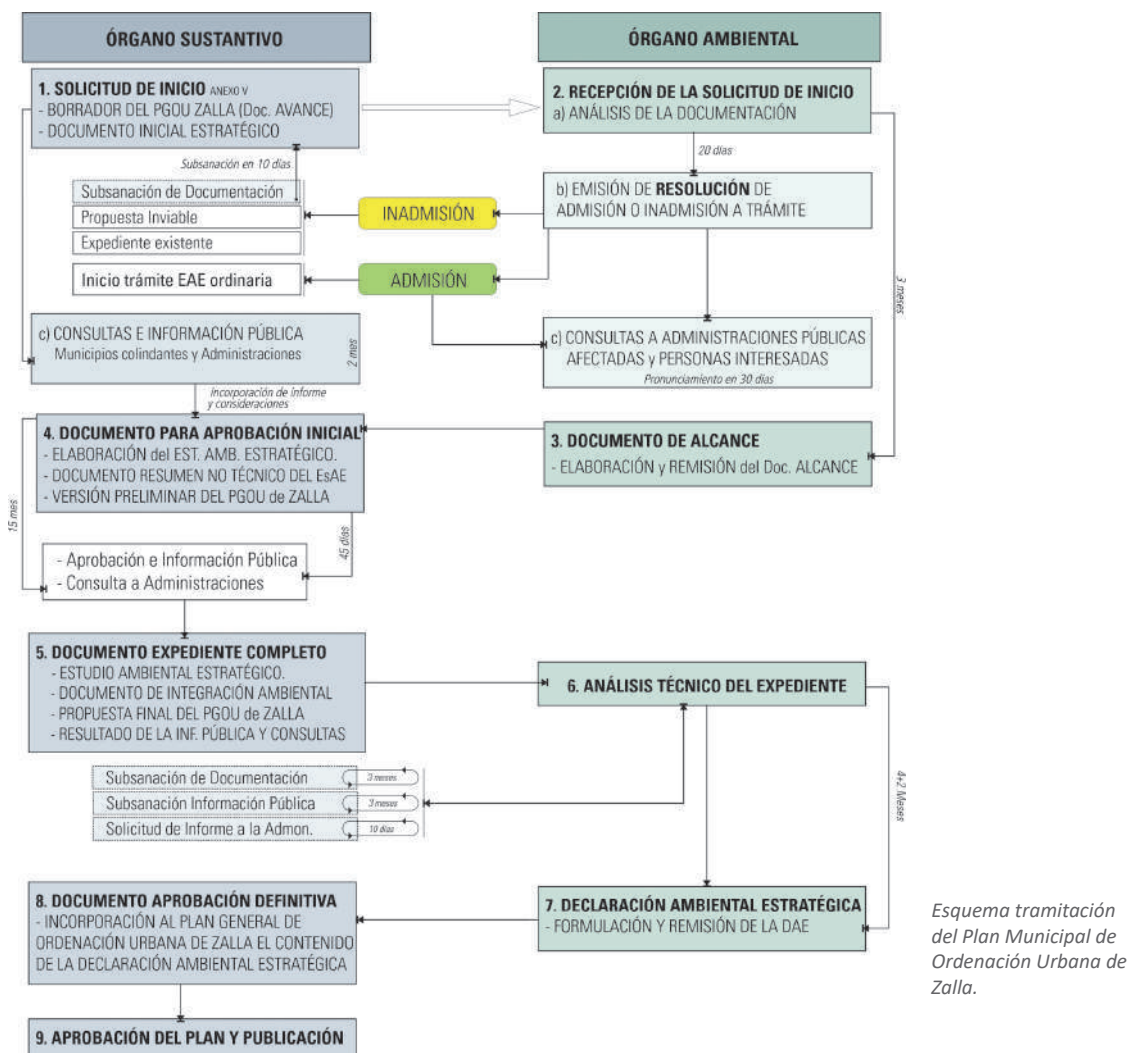 ÓRGANO SUSTANTIVO
ÓRGANO AMBIENTAL
1. SOLICITUD DE INICIO ANEXO V
- BORRADOR DEL PGOU ZALLA (Doc. AVANCE)
- DOCUMENTO INICIAL ESTRATÉGICO
2. RECEPCIÓN DE LA SOLICITUD DE INICIO
a) ANÁLISIS DE LA DOCUMENTACIÓN
Subsanación en 10 días
20 días
Subsanación de Documentación
Propuesta Inviable
Expediente existente
INADMISIÓN
b) EMISIÓN DE RESOLUCIÓN DE
ADMISIÓN O INADMISIÓN A TRÁMITE
Inicio trámite EAE ordinaria
ADMISIÓN
3 meses
c) CONSULTAS E INFORMACIÓN PÚBLICA
Municipios colindantes y Administraciones
2 mes
c) CONSULTAS A ADMINISTRACIONES PÚBLICAS
AFECTADAS y PERSONAS INTERESADAS
Pronunciamiento en 30 días
Incorporación de informe
y consideraciones
4. DOCUMENTO PARA APROBACIÓN INICIAL
- ELABORACIÓN del EST. AMB. ESTRATÉGICO.
- DOCUMENTO RESUMEN NO TÉCNICO DEL EsAE
- VERSIÓN PRELIMINAR DEL PGOU de ZALLA
3. DOCUMENTO DE ALCANCE
- ELABORACIÓN y REMISIÓN del Doc. ALCANCE
15 mes
45 días
- Aprobación e Información Pública
- Consulta a Administraciones
5. DOCUMENTO EXPEDIENTE COMPLETO
- ESTUDIO AMBIENTAL ESTRATÉGICO.
- DOCUMENTO DE INTEGRACIÓN AMBIENTAL
- PROPUESTA FINAL DEL PGOU de ZALLA
- RESULTADO DE LA INF. PÚBLICA Y CONSULTAS
6. ANÁLISIS TÉCNICO DEL EXPEDIENTE
Subsanación de Documentación 3 meses
Subsanación Información Pública 3 meses
Solicitud de Informe a la Admon. 10 días
4+2 Meses
8. DOCUMENTO APROBACIÓN DEFINITIVA
- INCORPORACIÓN AL PLAN GENERAL DE
ORDENACIÓN URBANA DE ZALLA EL CONTENIDO
DE LA DECLARACIÓN AMBIENTAL ESTRATÉGICA
7. DECLARACIÓN AMBIENTAL ESTRATÉGICA
- FORMULACIÓN Y REMISIÓN DE LA DAE
Esquema tramitación
del Plan Municipal de
Ordenación Urbana de
Zalla.
9. APROBACIÓN DEL PLAN Y PUBLICACIÓN